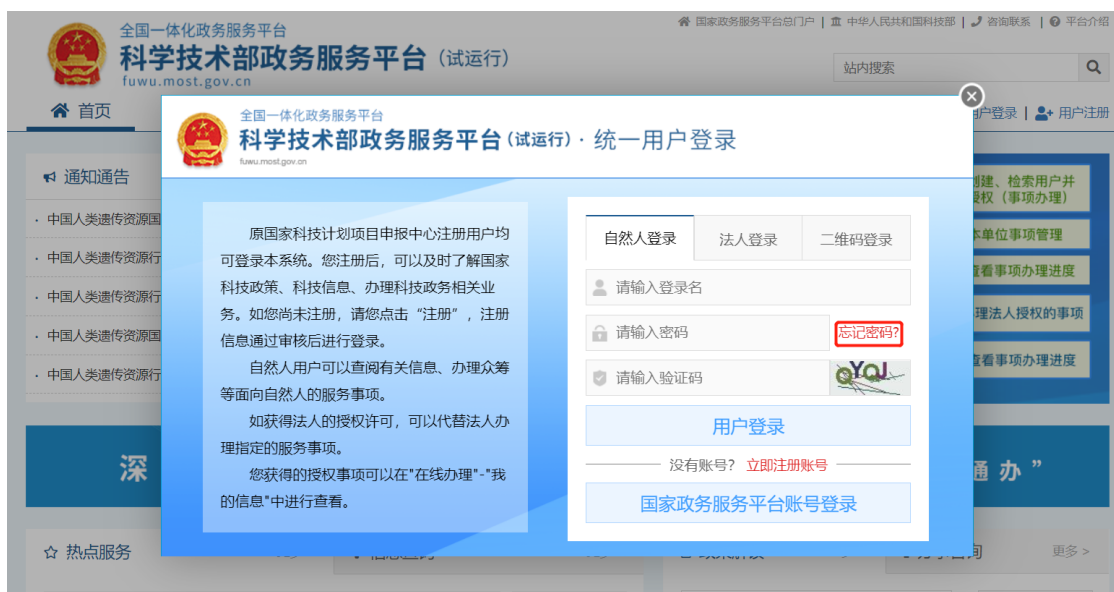 国家政务服务平台总门户 | 中华人民共和国科技部 | 咨询联系 | 平台介绍
全国一体化政务服务平台
科学技术部政务服务平台（试运行）
fuwu.most.gov.cn
站内搜索
首页
户登录 | 用户注册
全国一体化政务服务平台
科学技术部政务服务平台(试运行)·统一用户登录
fuwu.most.gov.cn
通知通告
· 中国人类遗传资源国
· 中国人类遗传资源行
· 中国人类遗传资源行
· 中国人类遗传资源国
· 中国人类遗传资源行
原国家科技计划项目申报中心注册用户均
可登录本系统。您注册后，可以及时了解国家
科技政策、科技信息、办理科技政务相关业
务。如您尚未注册，请您点击“注册”，注册
信息通过审核后进行登录。
自然人用户可以查阅有关信息、办理众筹
等面向自然人的服务事项。
如获得法人的授权许可，可以代替法人办
理指定的服务事项。
您获得的授权事项可以在"在线办理"-"我
的信息"中进行查看。
自然人登录 法人登录 二维码登录
请输入登录名
请输入密码 忘记密码?
请输入验证码 QYQJ
用户登录
没有账号？ 立即注册账号
国家政务服务平台账号登录
建、检索用户并
授权（事项办理）
本单位事项管理
查看事项办理进度
理法人授权的事项
查看事项办理进度
深
通办”
热点服务
更多 >